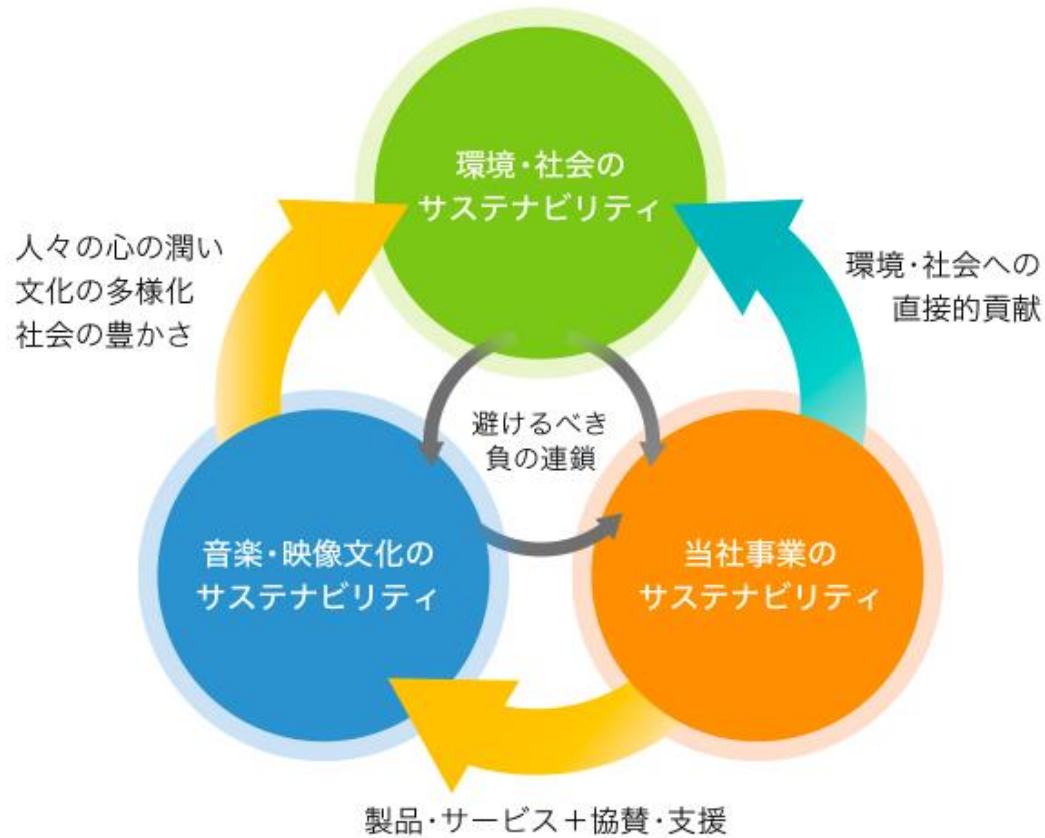 環境・社会の
サステナビリティ
人々の心の潤い
文化の多様化
社会の豊かさ
環境・社会への
直接的貢献
避けるべき
負の連鎖
音楽・映像文化の
サステナビリティ
当社事業の
サステナビリティ
製品・サービス＋協賛・支援